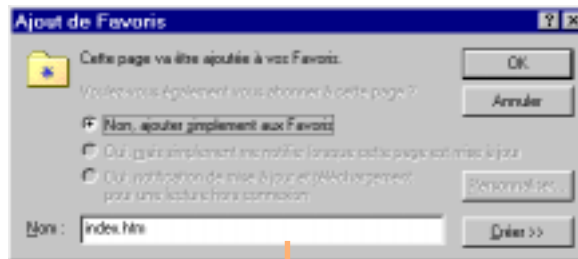 Ajout de Favoris
Cette page va être ajoutée à vos Favoris.
Voulez-vous également vous abonner à cette page ?
Non, ajouter simplement aux Favoris
Oui, mais simplement me notifier lorsque cette page est mise à jour
Oui, notification de mise à jour et téléchargement
pour une lecture hors connexion
Nom :
index.htm
OK
Annuler
Personnaliser...
Créer >>